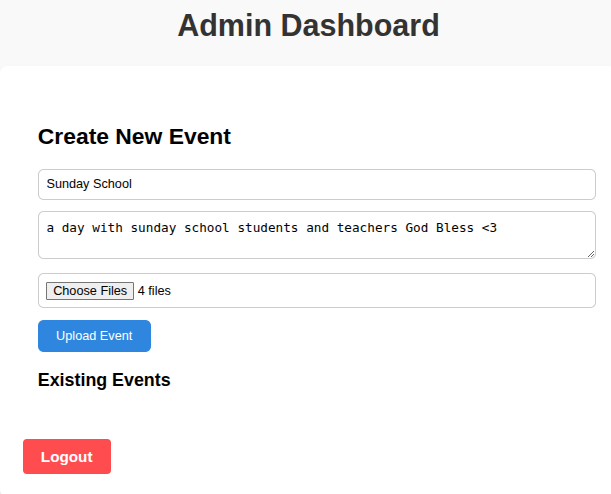 Admin Dashboard
Create New Event
Sunday School
a day with sunday school students and teachers God Bless <3
Choose Files 4 files
Upload Event
Existing Events
Logout